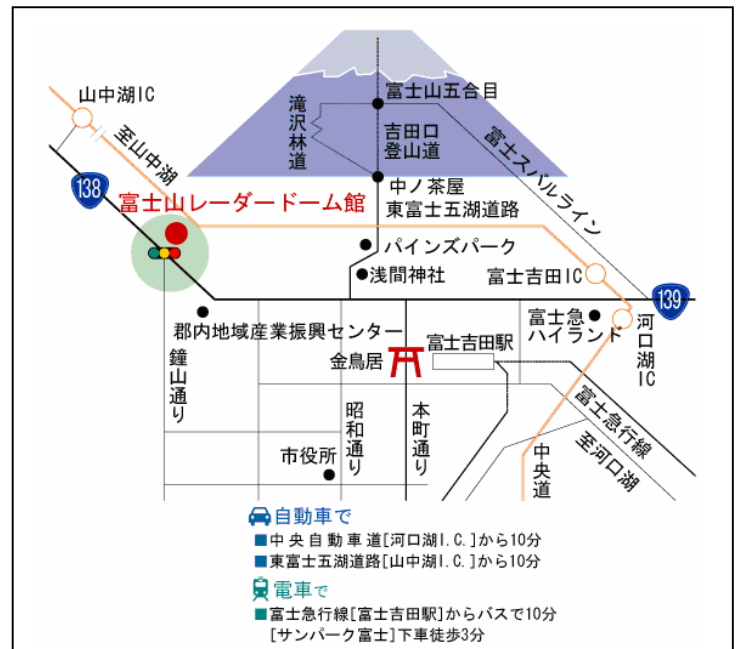 山中湖IC
至山中湖
138
富士山レーダードーム館
富士山五合目
滝沢林道
吉田口
登山道
富士スバルライン
中ノ茶屋
東富士五湖道路
パインズパーク
浅間神社
富士吉田IC
139
郡内地域産業振興センター
富士急
ハイランド
河口湖IC
金鳥居
富士吉田駅
鐘山通り
昭和通り
本町通り
富士急行線
至河口湖
中央道
市役所
自動車で
■中央自動車道[河口湖I.C.]から10分
■東富士五湖道路[山中湖I.C.]から10分
電車で
■富士急行線[富士吉田駅]からバスで10分
[サンパーク富士]下車徒歩3分